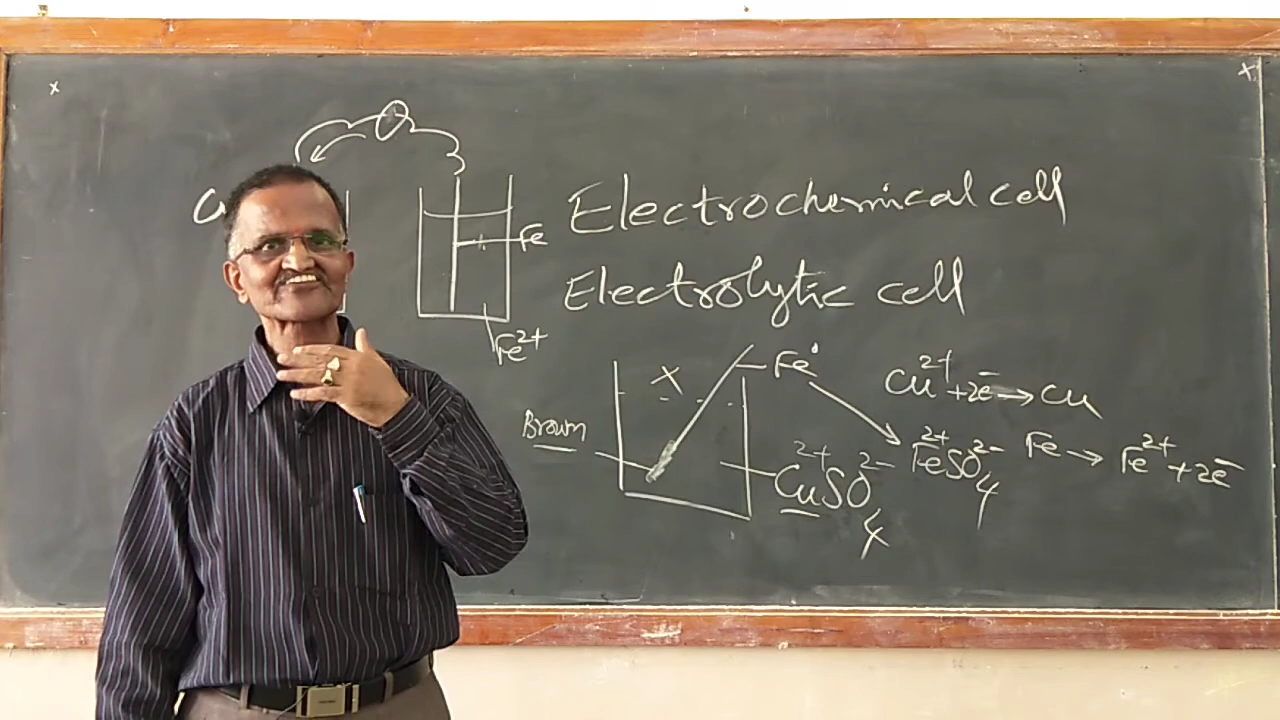 Fe
Fe²⁺
Electrochemical cell
Electrolytic cell
X
Fe°
Brown
Cu²⁺SO₄²⁻
Fe²⁺SO₄²⁻
Cu²⁺ + 2e⁻ → Cu
Fe → Fe²⁺ + 2e⁻